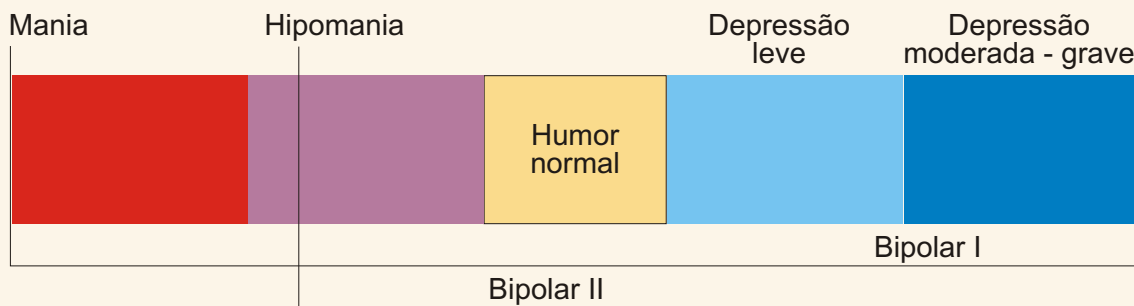 Mania
Hipomania
Depressão
leve
Depressão
moderada - grave
Humor
normal
Bipolar I
Bipolar II